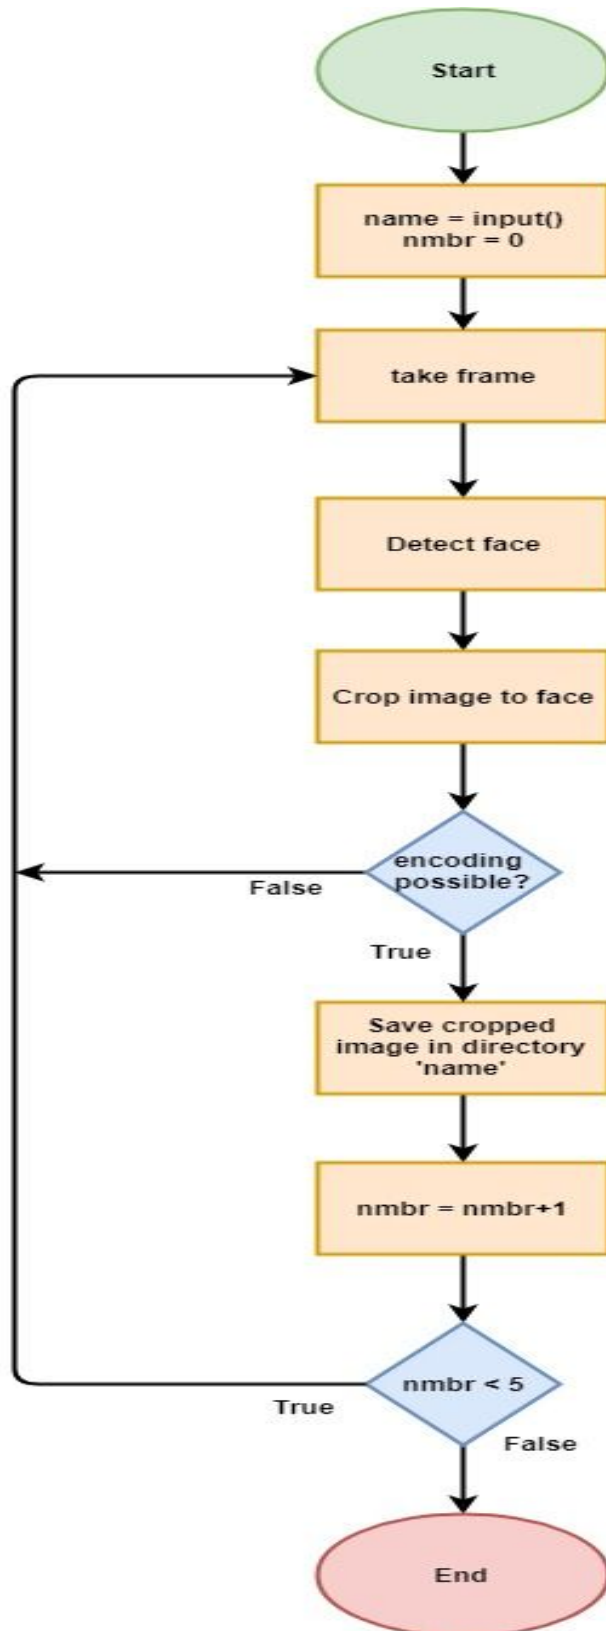 Start
name = input()
nmbr = 0
take frame
Detect face
Crop image to face
encoding
possible?
False
True
Save cropped
image in directory
'name'
nmbr = nmbr+1
nmbr < 5
True
False
End